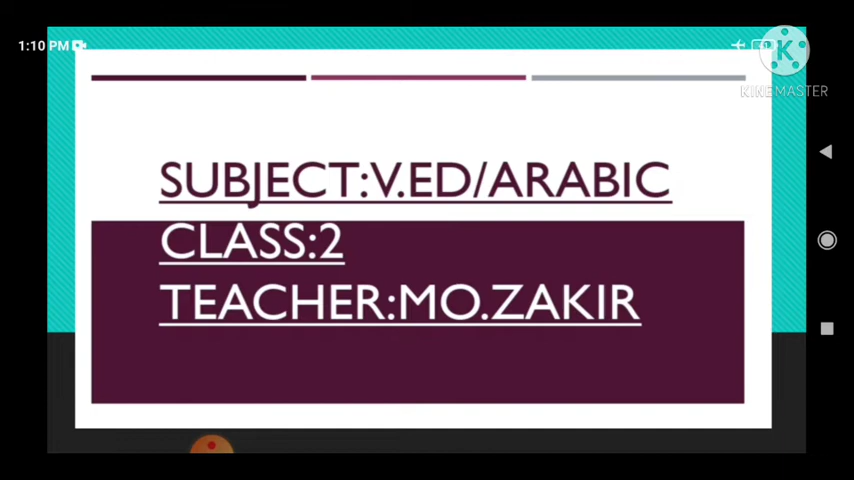 1:10 PM
K
KINEMASTER
SUBJECT:V.ED/ARABIC
CLASS:2
TEACHER:MO.ZAKIR